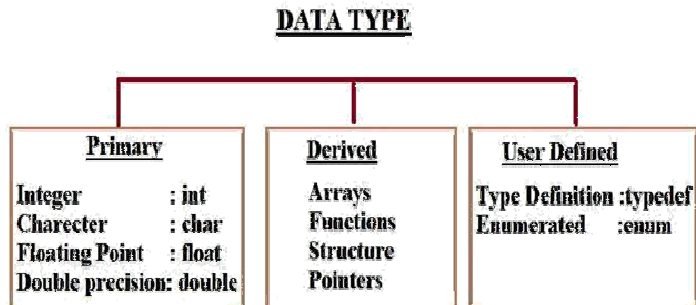 DATA TYPE
Primary
Integer : int
Charecter : char
Floating Point : float
Double precision: double
Derived
Arrays
Functions
Structure
Pointers
User Defined
Type Definition :typedef
Enumerated :enum